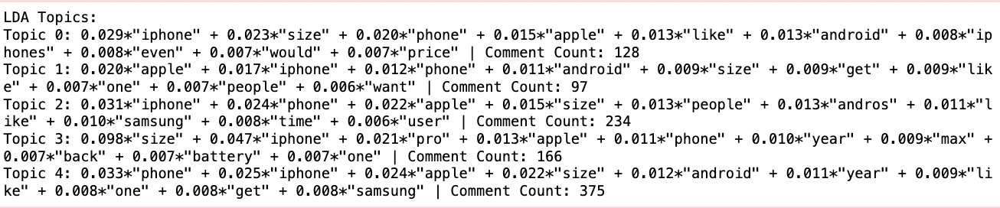 LDA Topics:
Topic 0: 0.029*"iphone" + 0.023*"size" + 0.020*"phone" + 0.015*"apple" + 0.013*"like" + 0.013*"android" + 0.008*"ip
hones" + 0.008*"even" + 0.007*"would" + 0.007*"price" | Comment Count: 128
Topic 1: 0.020*"apple" + 0.017*"iphone" + 0.012*"phone" + 0.011*"android" + 0.009*"size" + 0.009*"get" + 0.009*"lik
e" + 0.007*"one" + 0.007*"people" + 0.006*"want" | Comment Count: 97
Topic 2: 0.031*"iphone" + 0.024*"phone" + 0.022*"apple" + 0.015*"size" + 0.013*"people" + 0.013*"andros" + 0.011*"l
ike" + 0.010*"samsung" + 0.008*"time" + 0.006*"user" | Comment Count: 234
Topic 3: 0.098*"size" + 0.047*"iphone" + 0.021*"pro" + 0.013*"apple" + 0.011*"phone" + 0.010*"year" + 0.009*"max" +
0.007*"back" + 0.007*"battery" + 0.007*"one" | Comment Count: 166
Topic 4: 0.033*"phone" + 0.025*"iphone" + 0.024*"apple" + 0.022*"size" + 0.012*"android" + 0.011*"year" + 0.009*"li
ke" + 0.008*"one" + 0.008*"get" + 0.008*"samsung" | Comment Count: 375